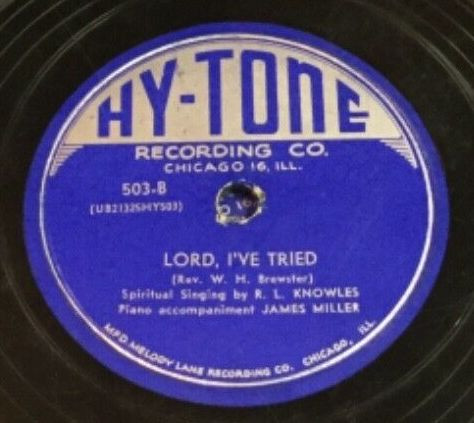 HY-TONE
RECORDING CO.
CHICAGO 16, ILL.
503-B
(UB21325HY503)
LORD, I'VE TRIED
(Rev. W. H. Brewster)
Spiritual Singing by R. L. KNOWLES
Piano accompaniment JAMES MILLER
MFD. MELODY LANE RECORDING CO. CHICAGO, ILL.